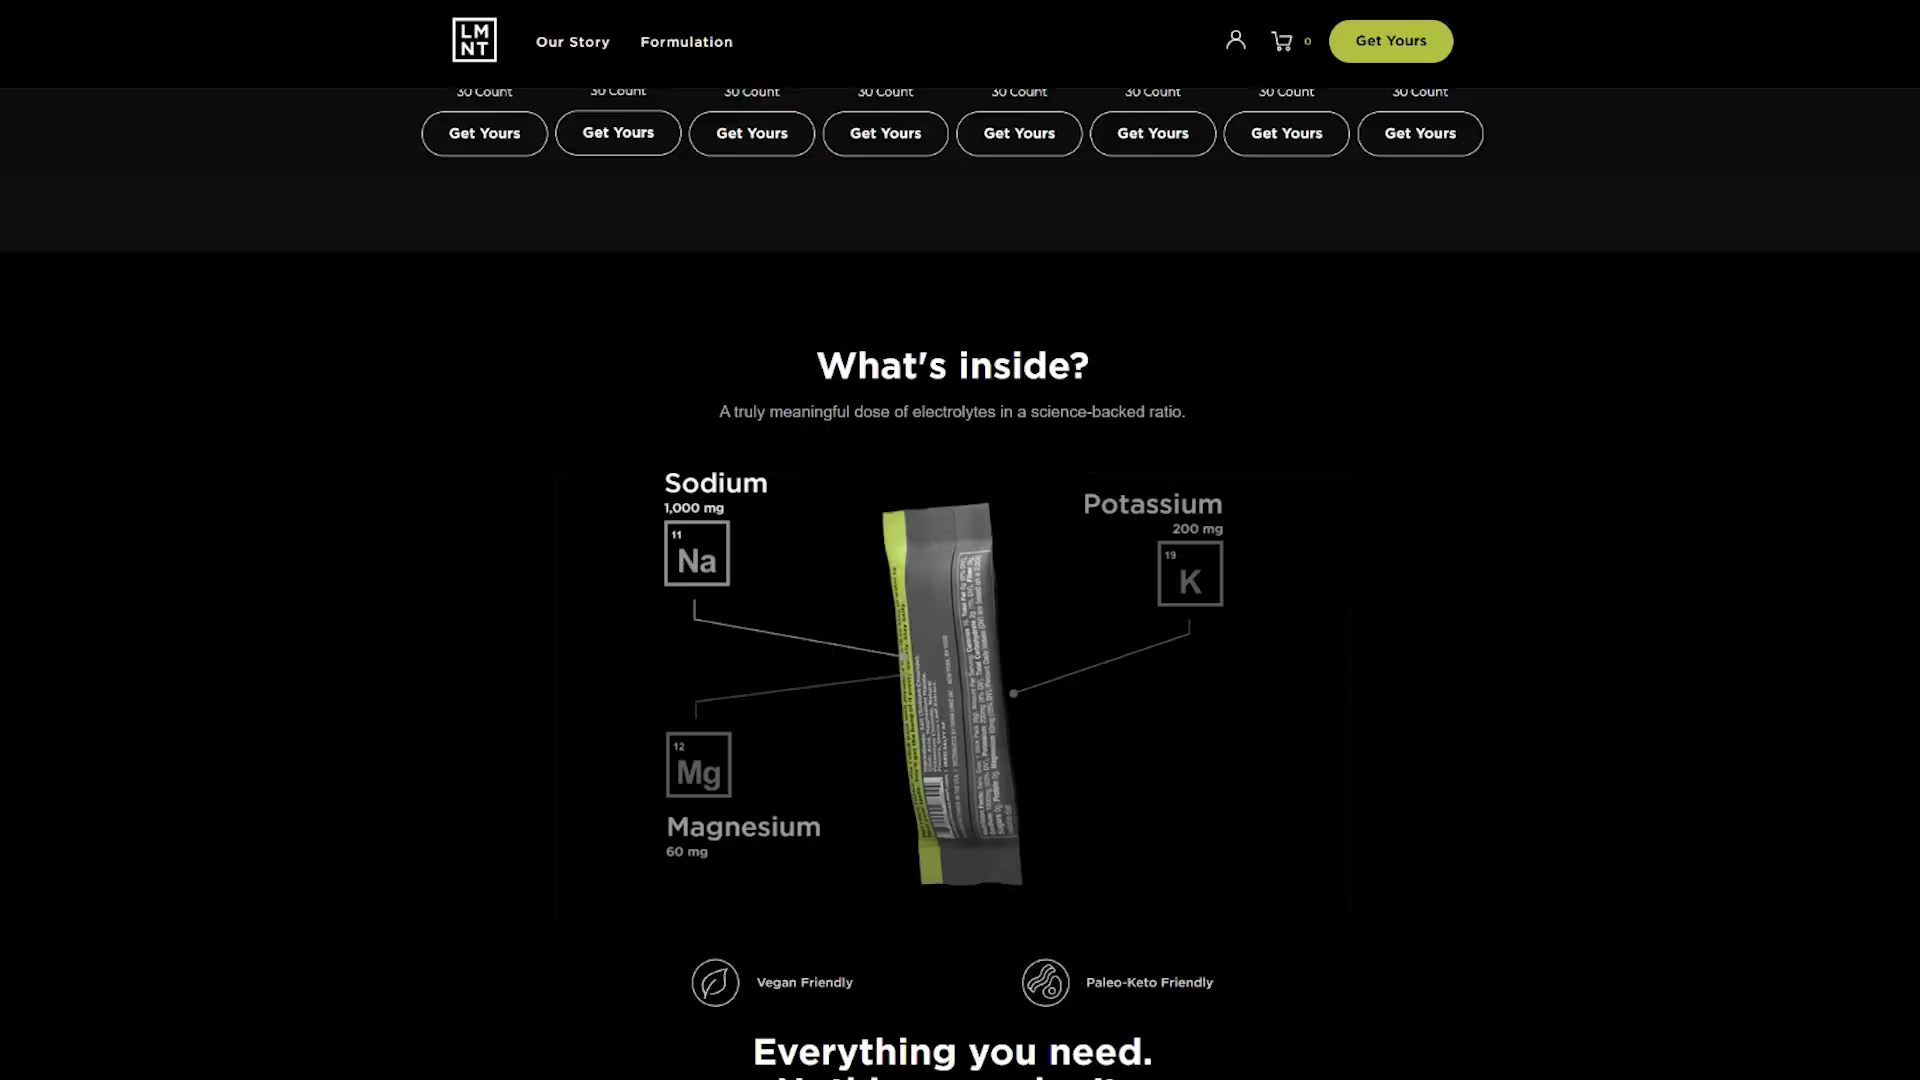 LM
NT
Our Story
Formulation
0
Get Yours
30 Count
30 Count
30 Count
30 Count
30 Count
30 Count
30 Count
30 Count
Get Yours
Get Yours
Get Yours
Get Yours
Get Yours
Get Yours
Get Yours
Get Yours
What's inside?
A truly meaningful dose of electrolytes in a science-backed ratio.
Sodium
1,000 mg
11
Na
Potassium
200 mg
19
K
12
Mg
Magnesium
60 mg
Vegan Friendly
Paleo-Keto Friendly
Everything you need.